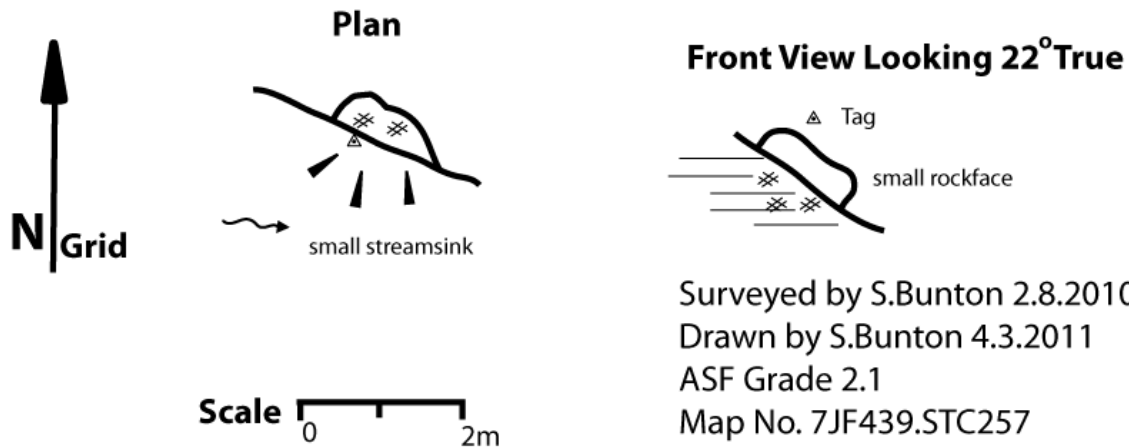 Plan
N Grid
small streamsink
Scale
0 2m
Front View Looking 22°True
Tag
small rockface
Surveyed by S.Bunton 2.8.2010
Drawn by S.Bunton 4.3.2011
ASF Grade 2.1
Map No. 7JF439.STC257